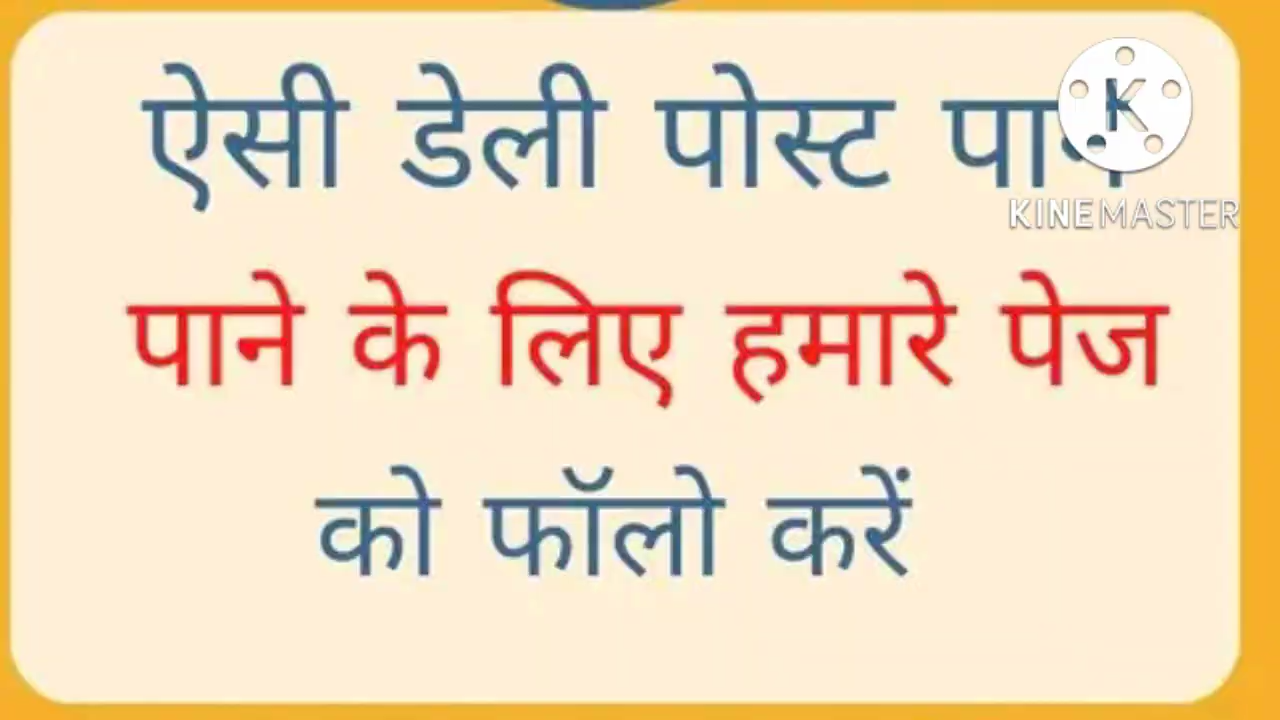 ऐसी डेली पोस्ट पाने
K
KINEMASTER
पाने के लिए हमारे पेज
को फॉलो करें